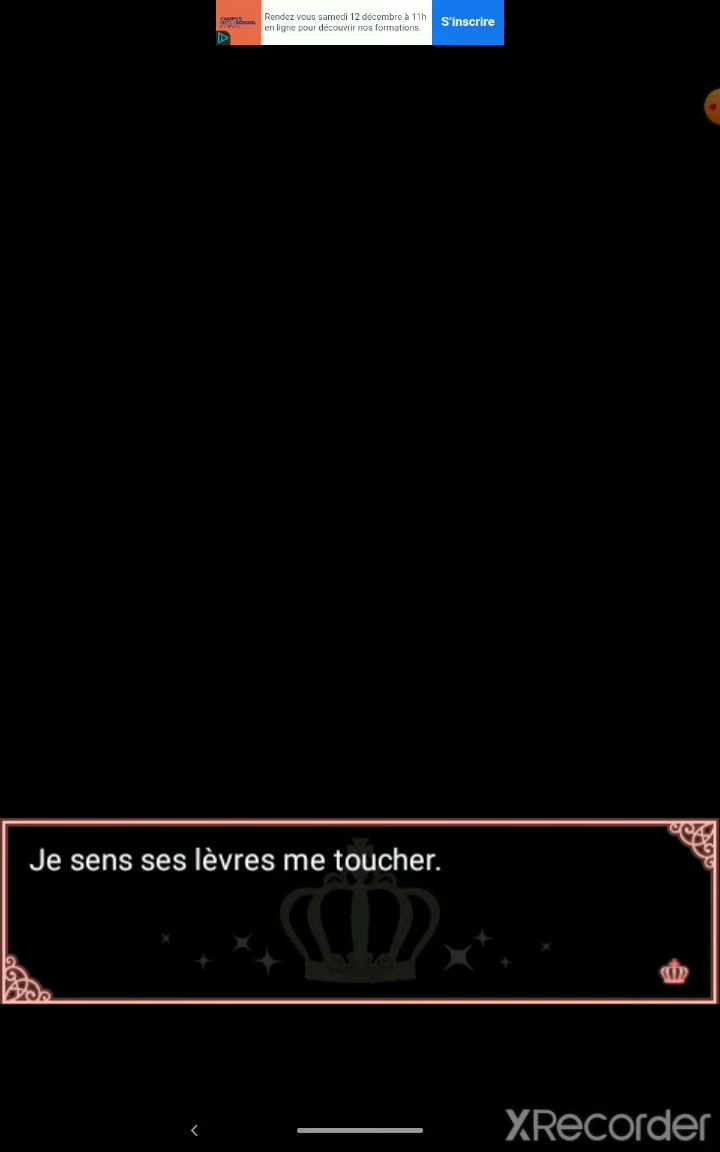 Rendez-vous samedi 12 décembre à 11h
en ligne pour découvrir nos formations.
S'inscrire
Je sens ses lèvres me toucher.
XRecorder